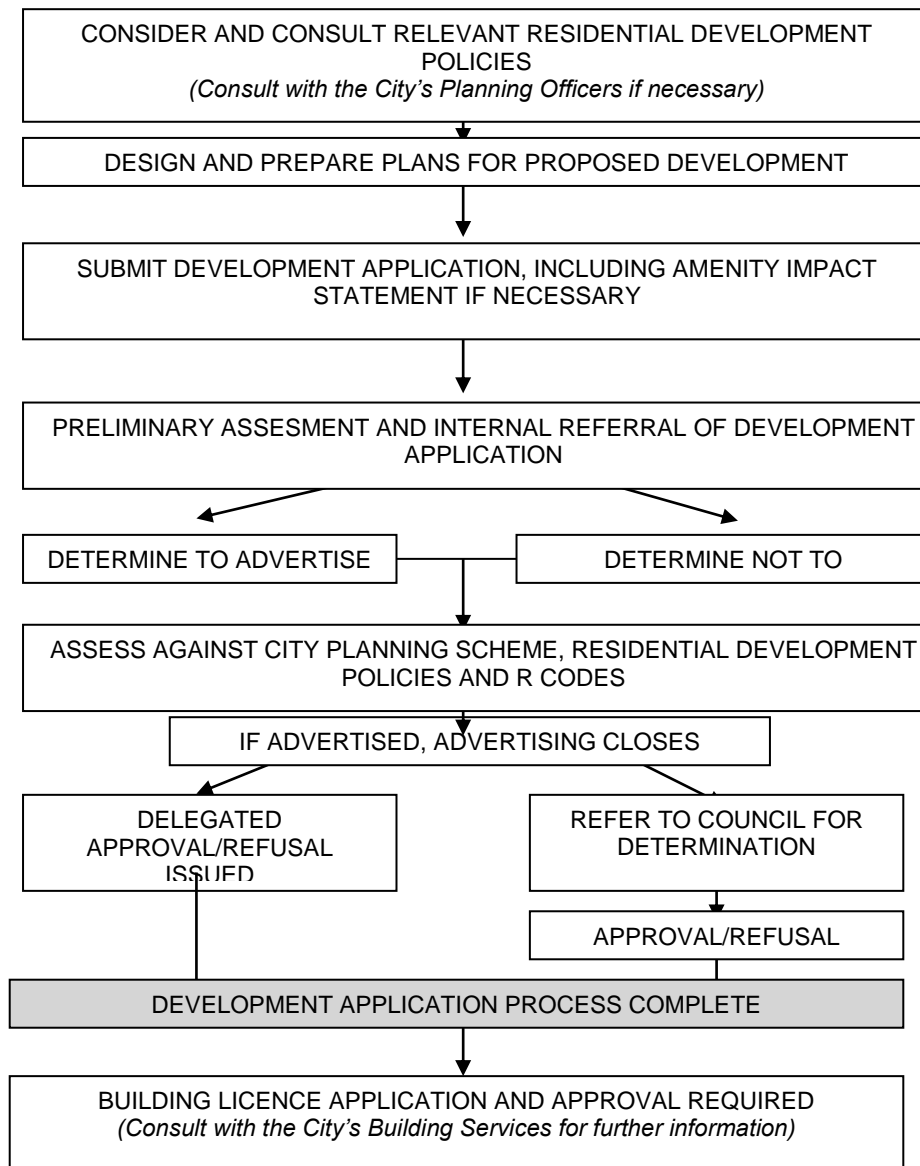 CONSIDER AND CONSULT RELEVANT RESIDENTIAL DEVELOPMENT
POLICIES
(Consult with the City's Planning Officers if necessary)
DESIGN AND PREPARE PLANS FOR PROPOSED DEVELOPMENT
SUBMIT DEVELOPMENT APPLICATION, INCLUDING AMENITY IMPACT
STATEMENT IF NECESSARY
PRELIMINARY ASSESMENT AND INTERNAL REFERRAL OF DEVELOPMENT
APPLICATION
DETERMINE TO ADVERTISE
DETERMINE NOT TO
ASSESS AGAINST CITY PLANNING SCHEME, RESIDENTIAL DEVELOPMENT
POLICIES AND R CODES
IF ADVERTISED, ADVERTISING CLOSES
DELEGATED
APPROVAL/REFUSAL
ISSUED
REFER TO COUNCIL FOR
DETERMINATION
APPROVAL/REFUSAL
DEVELOPMENT APPLICATION PROCESS COMPLETE
BUILDING LICENCE APPLICATION AND APPROVAL REQUIRED
(Consult with the City's Building Services for further information)